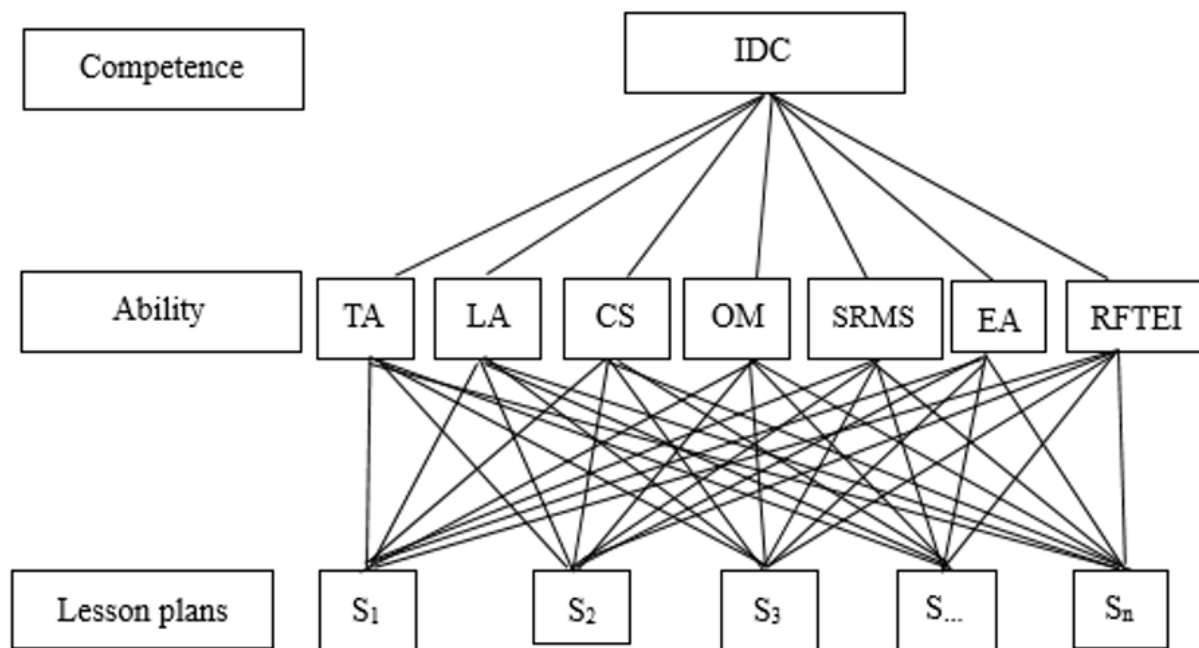 Competence
IDC
Ability
TA
LA
CS
OM
SRMS
EA
RFTEI
Lesson plans
S₁
S₂
S₃
S...
Sₙ